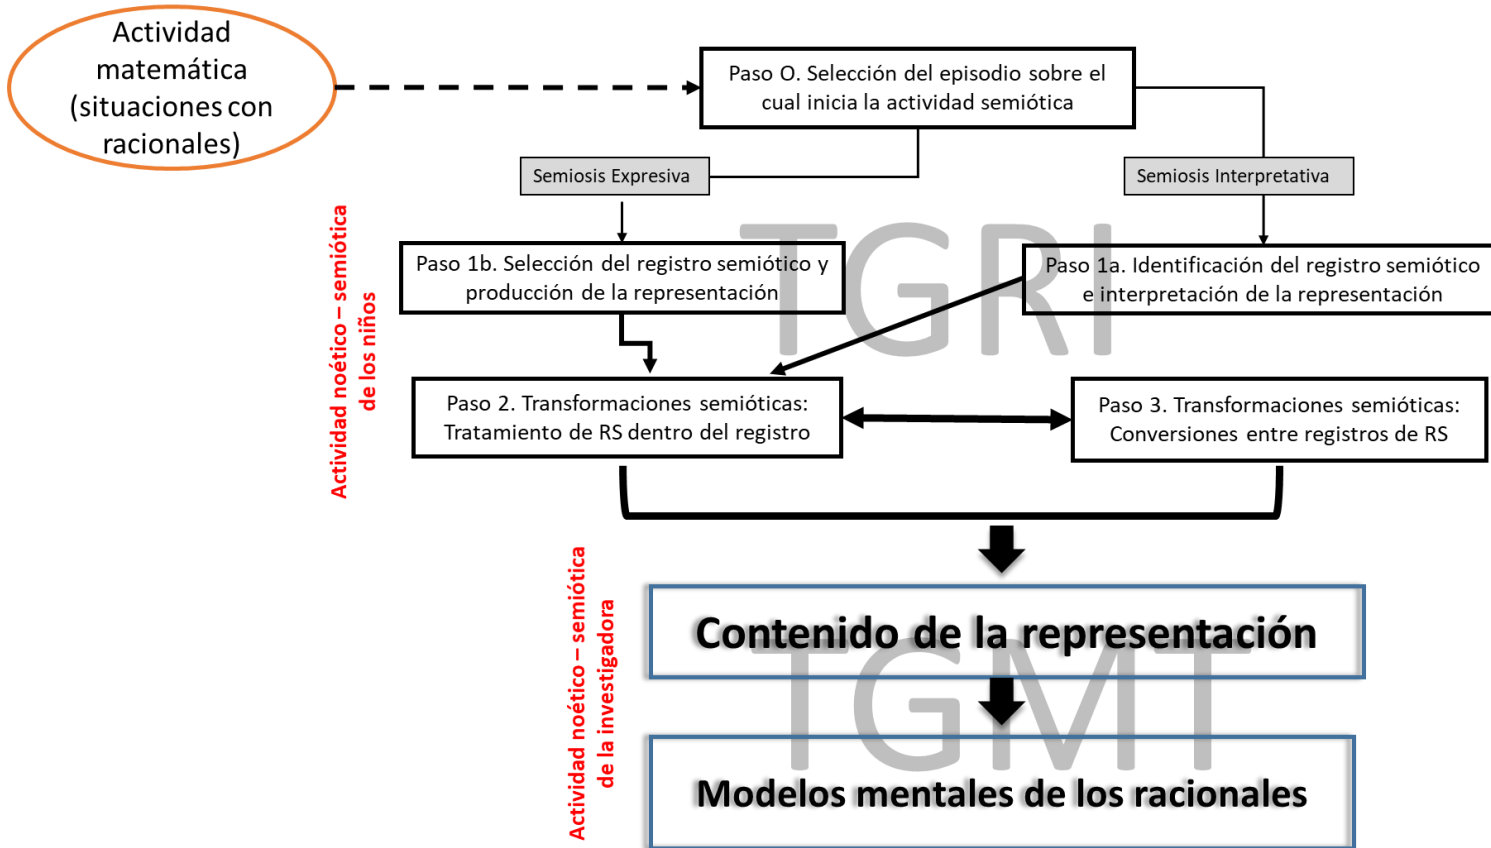 Actividad
matemática
(situaciones con
racionales)
Paso O. Selección del episodio sobre el
cual inicia la actividad semiótica
Semiosis Expresiva
Semiosis Interpretativa
TGRI
Paso 1b. Selección del registro semiótico y
producción de la representación
Paso 1a. Identificación del registro semiótico
e interpretación de la representación
Actividad noético – semiótica
de los niños
Paso 2. Transformaciones semióticas:
Tratamiento de RS dentro del registro
Paso 3. Transformaciones semióticas:
Conversiones entre registros de RS
Actividad noético – semiótica
de la investigadora
Contenido de la representación
TGMT
Modelos mentales de los racionales